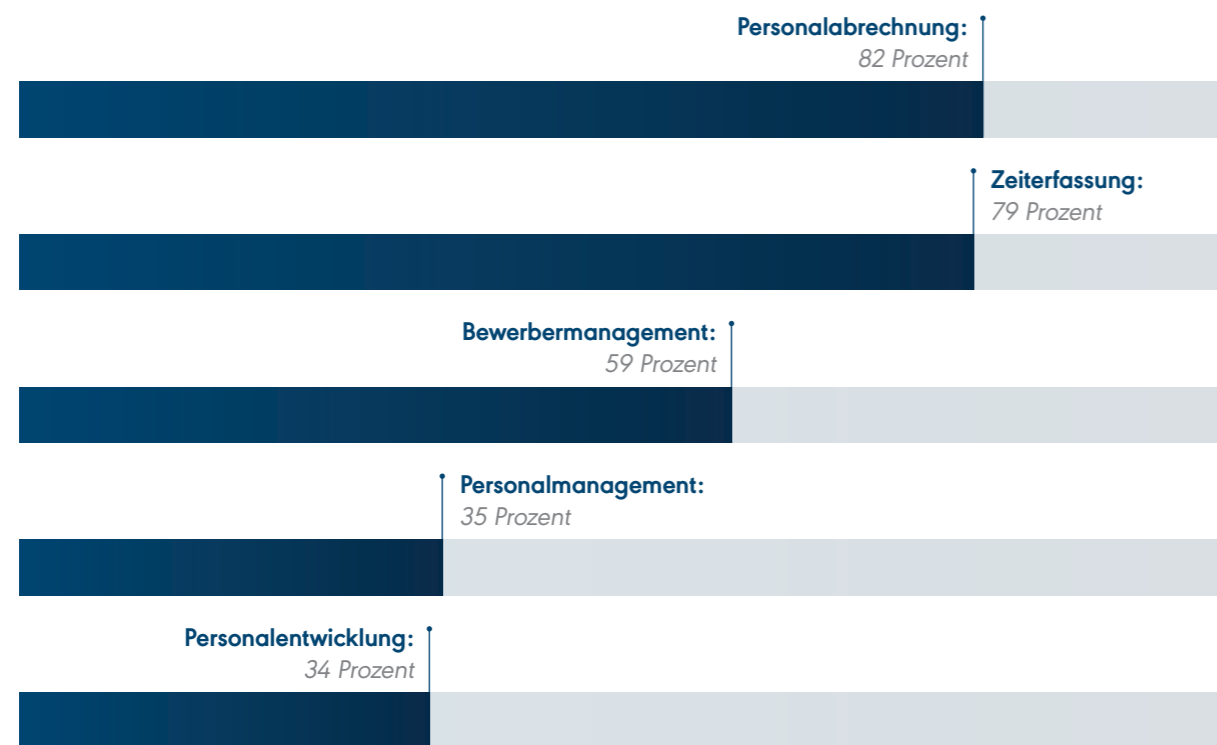 Personalabrechnung:
82 Prozent
Zeiterfassung:
79 Prozent
Bewerbermanagement:
59 Prozent
Personalmanagement:
35 Prozent
Personalentwicklung:
34 Prozent